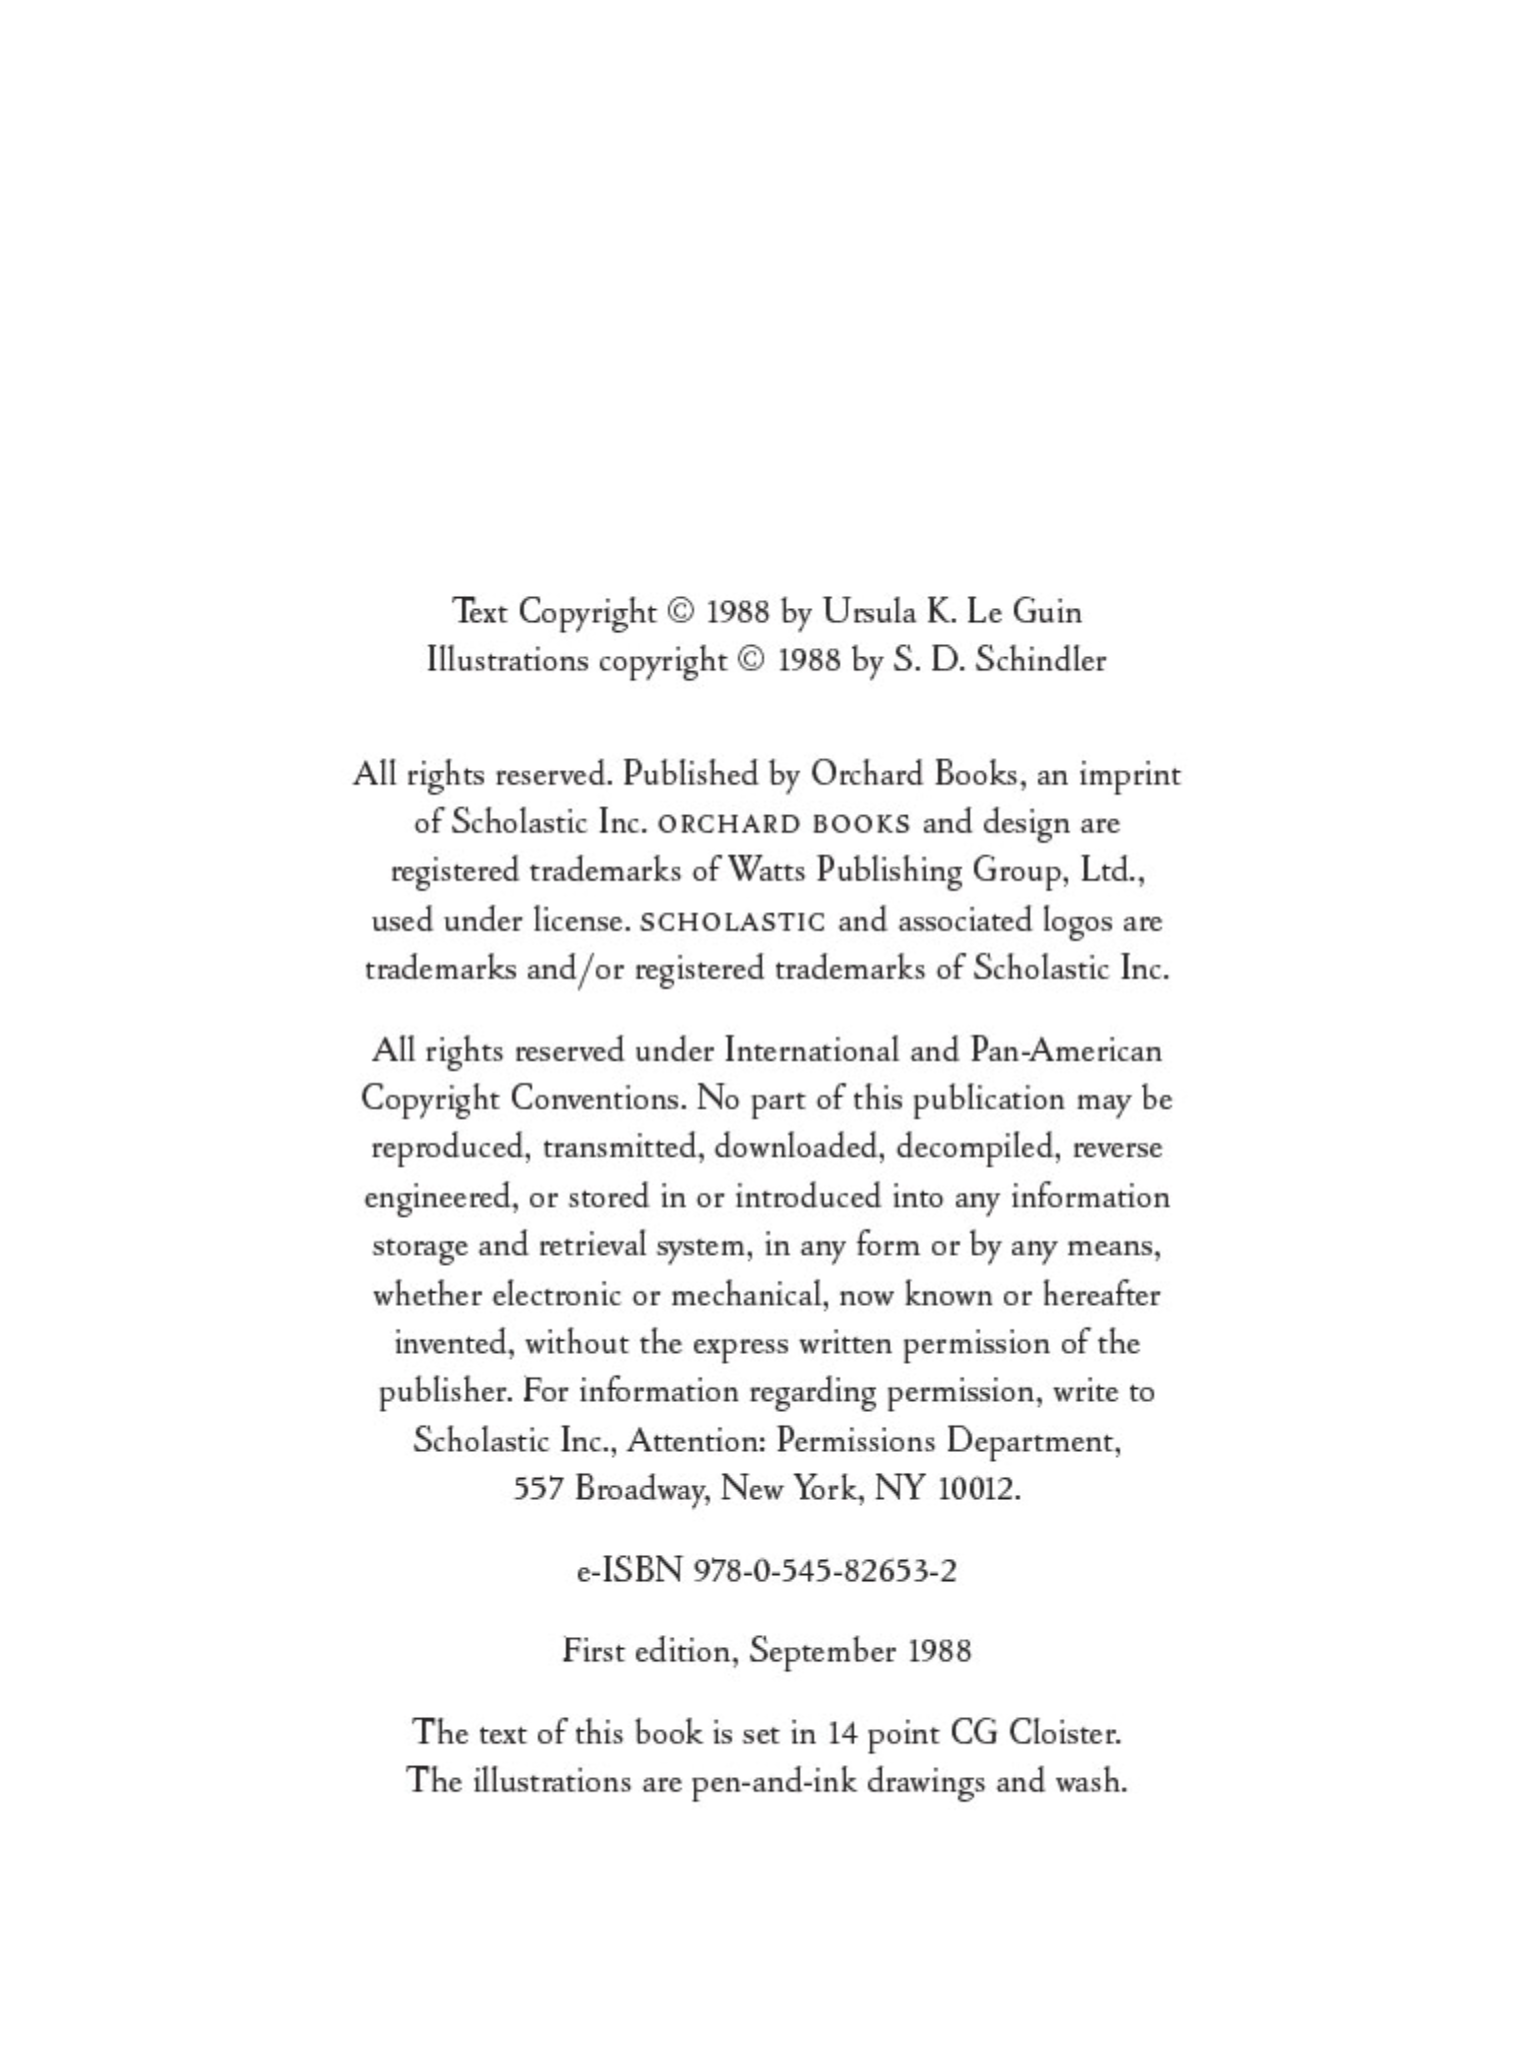 Text Copyright © 1988 by Ursula K. Le Guin
Illustrations copyright © 1988 by S. D. Schindler
All rights reserved. Published by Orchard Books, an imprint
of Scholastic Inc. ORCHARD BOOKS and design are
registered trademarks of Watts Publishing Group, Ltd.,
used under license. SCHOLASTIC and associated logos are
trademarks and/or registered trademarks of Scholastic Inc.
All rights reserved under International and Pan-American
Copyright Conventions. No part of this publication may be
reproduced, transmitted, downloaded, decompiled, reverse
engineered, or stored in or introduced into any information
storage and retrieval system, in any form or by any means,
whether electronic or mechanical, now known or hereafter
invented, without the express written permission of the
publisher. For information regarding permission, write to
Scholastic Inc., Attention: Permissions Department,
557 Broadway, New York, NY 10012.
e-ISBN 978-0-545-82653-2
First edition, September 1988
The text of this book is set in 14 point CG Cloister.
The illustrations are pen-and-ink drawings and wash.